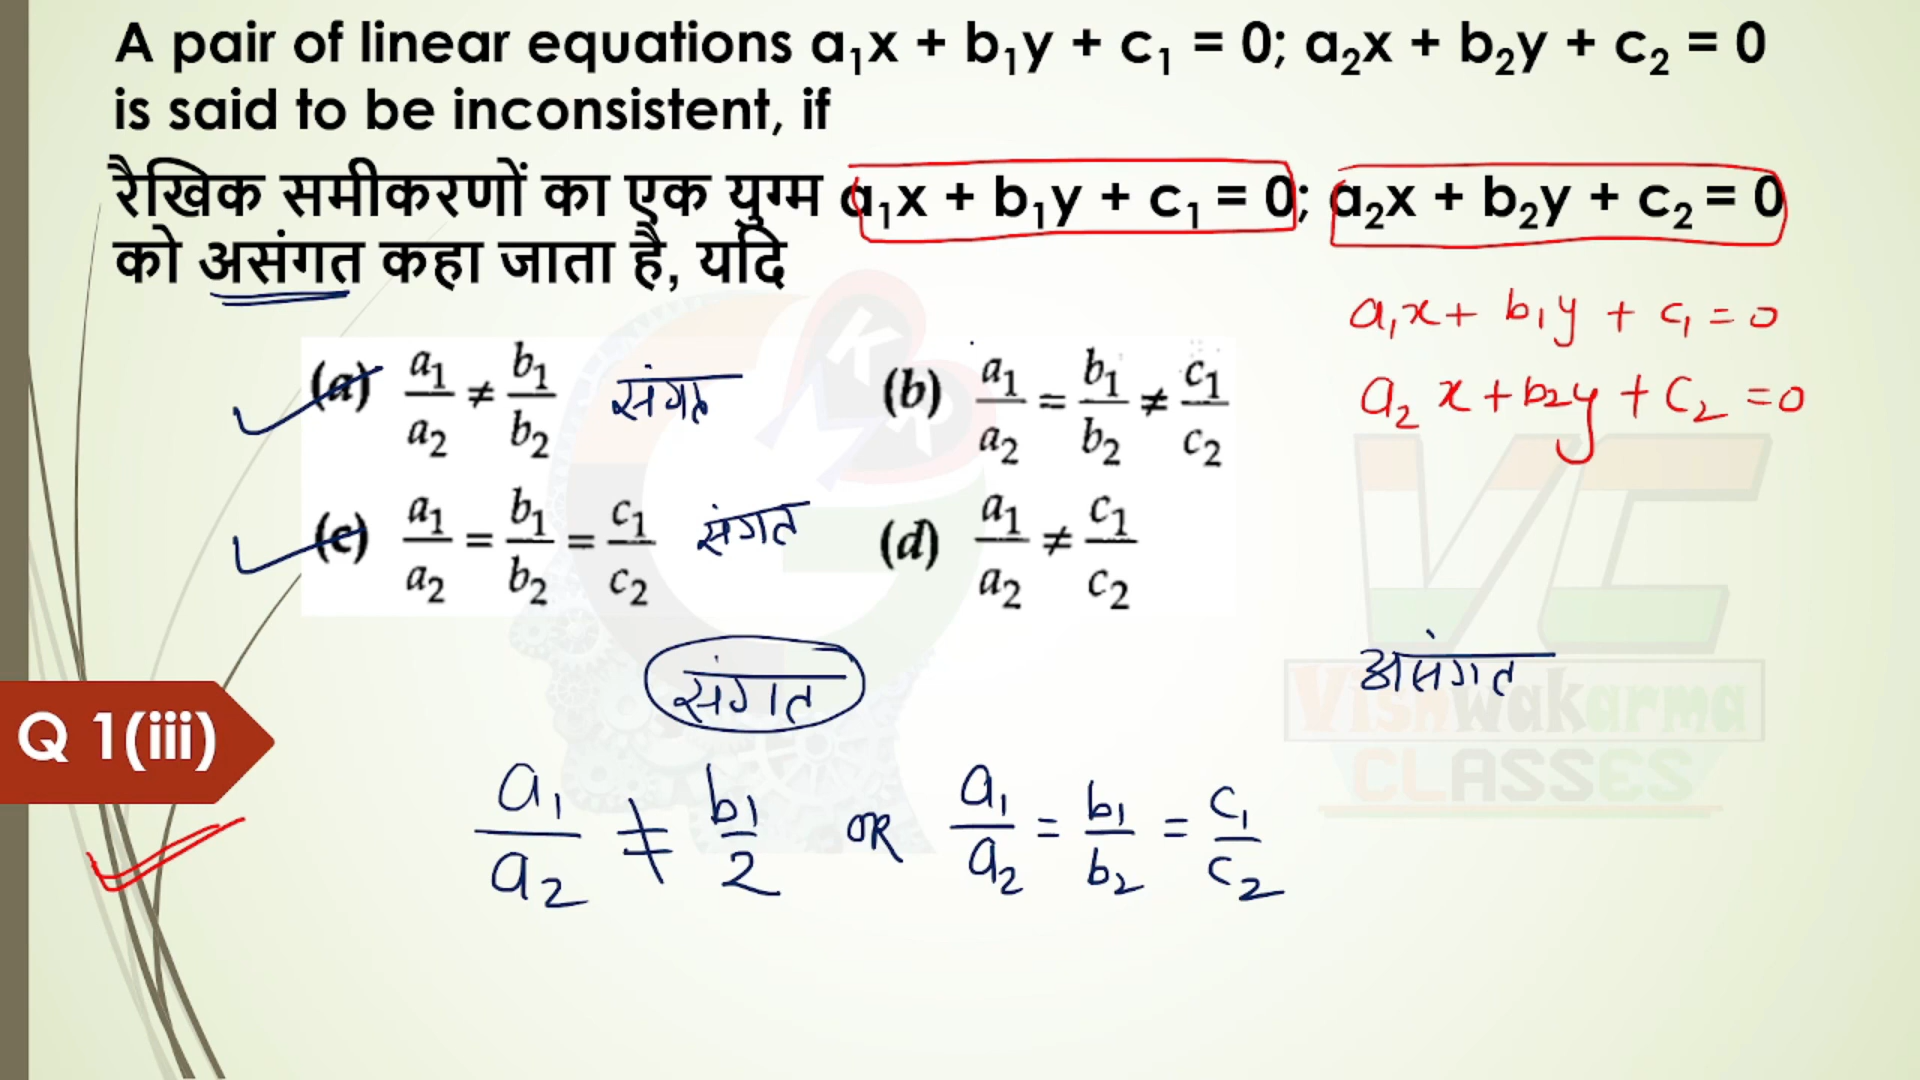 A pair of linear equations a₁x + b₁y + c₁ = 0; a₂x + b₂y + c₂ = 0
is said to be inconsistent, if
रैखिक समीकरणों का एक युग्म a₁x + b₁y + c₁ = 0; a₂x + b₂y + c₂ = 0
को असंगत कहा जाता है, यदि
a₁x + b₁y + c₁ = 0
a₂x + b₂y + c₂ = 0
(a) a₁/a₂ ≠ b₁/b₂ संगत (b) a₁/a₂ = b₁/b₂ ≠ c₁/c₂
(c) a₁/a₂ = b₁/b₂ = c₁/c₂ संगत (d) a₁/a₂ ≠ c₁/c₂
संगत असंगत
Vishwakarma
CLASSES
Q 1(iii)
a₁/a₂ ≠ b₁/2 OR a₁/a₂ = b₁/b₂ = c₁/c₂
VC
K
K